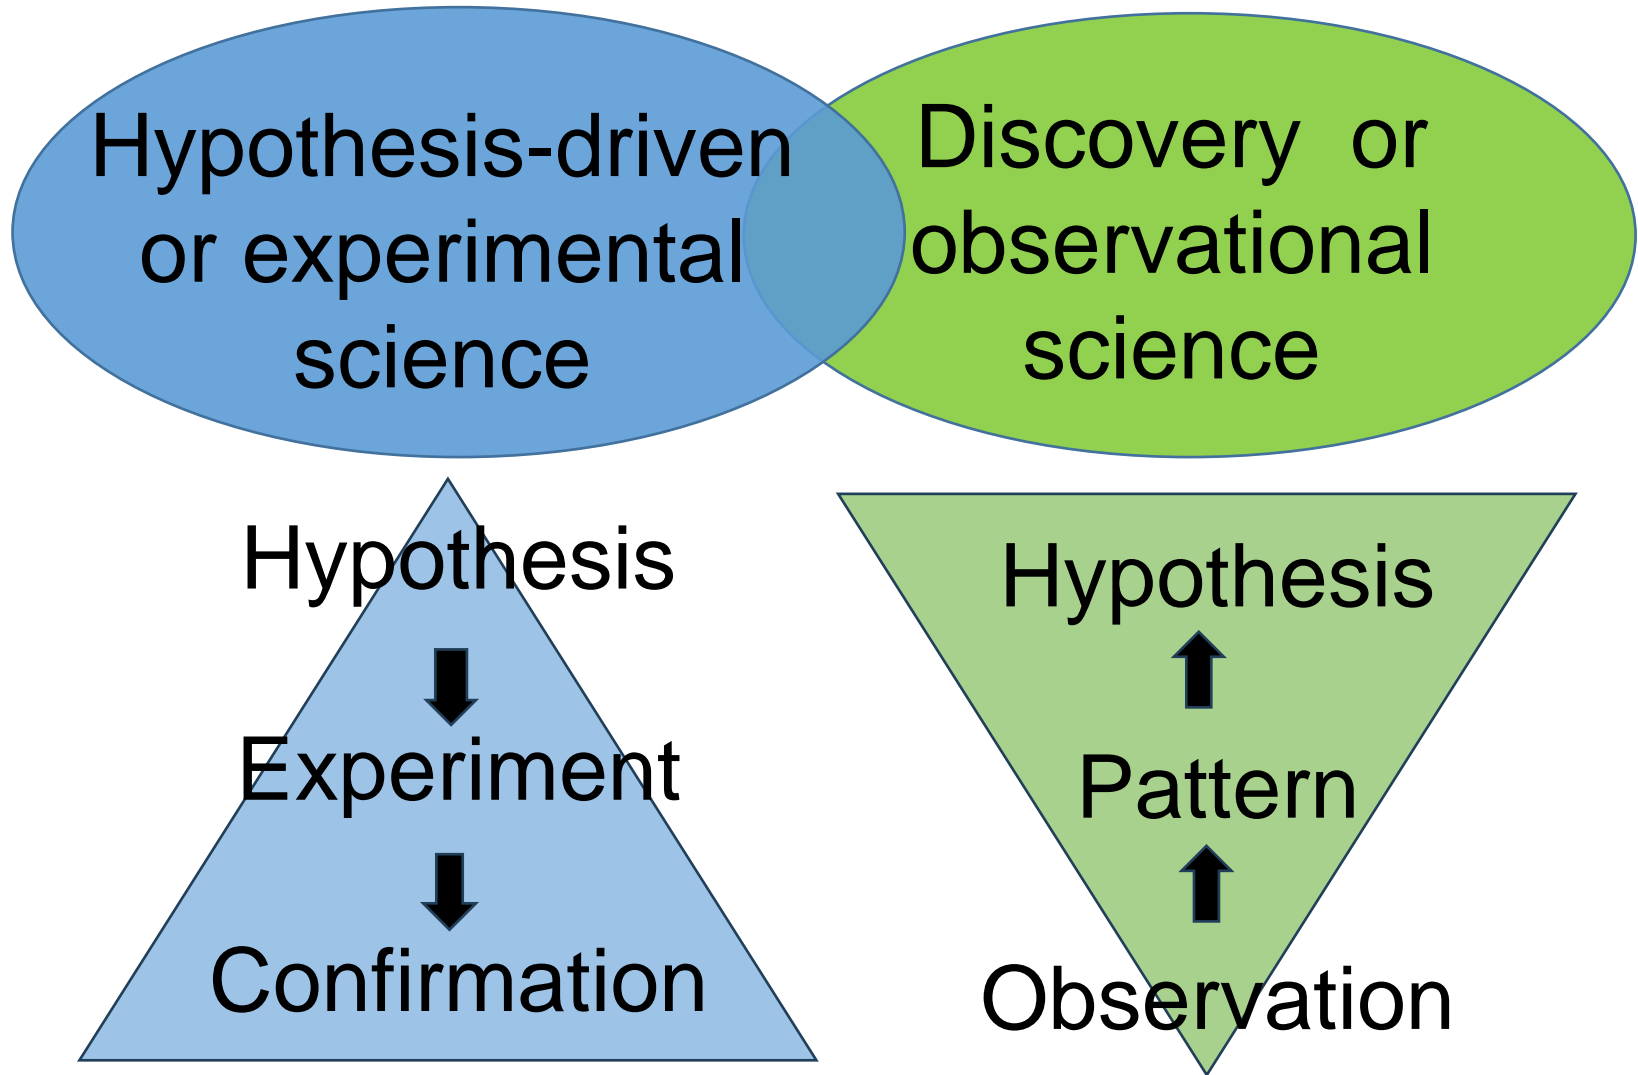 Hypothesis-driven
or experimental
science
Discovery or
observational
science
Hypothesis
Experiment
Confirmation
Hypothesis
Pattern
Observation